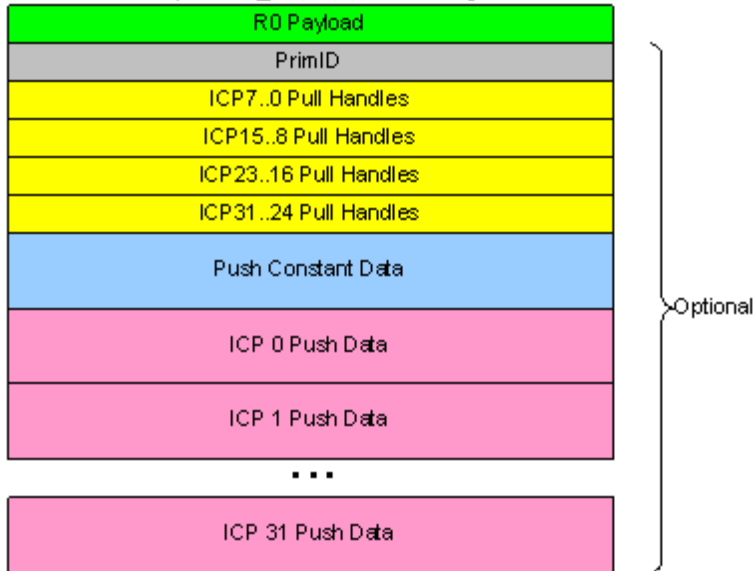 R0 Payload
PrimID
ICP7..0 Pull Handles
ICP15..8 Pull Handles
ICP23..16 Pull Handles
ICP31..24 Pull Handles
Push Constant Data
ICP 0 Push Data
Optional
ICP 1 Push Data
...
ICP 31 Push Data